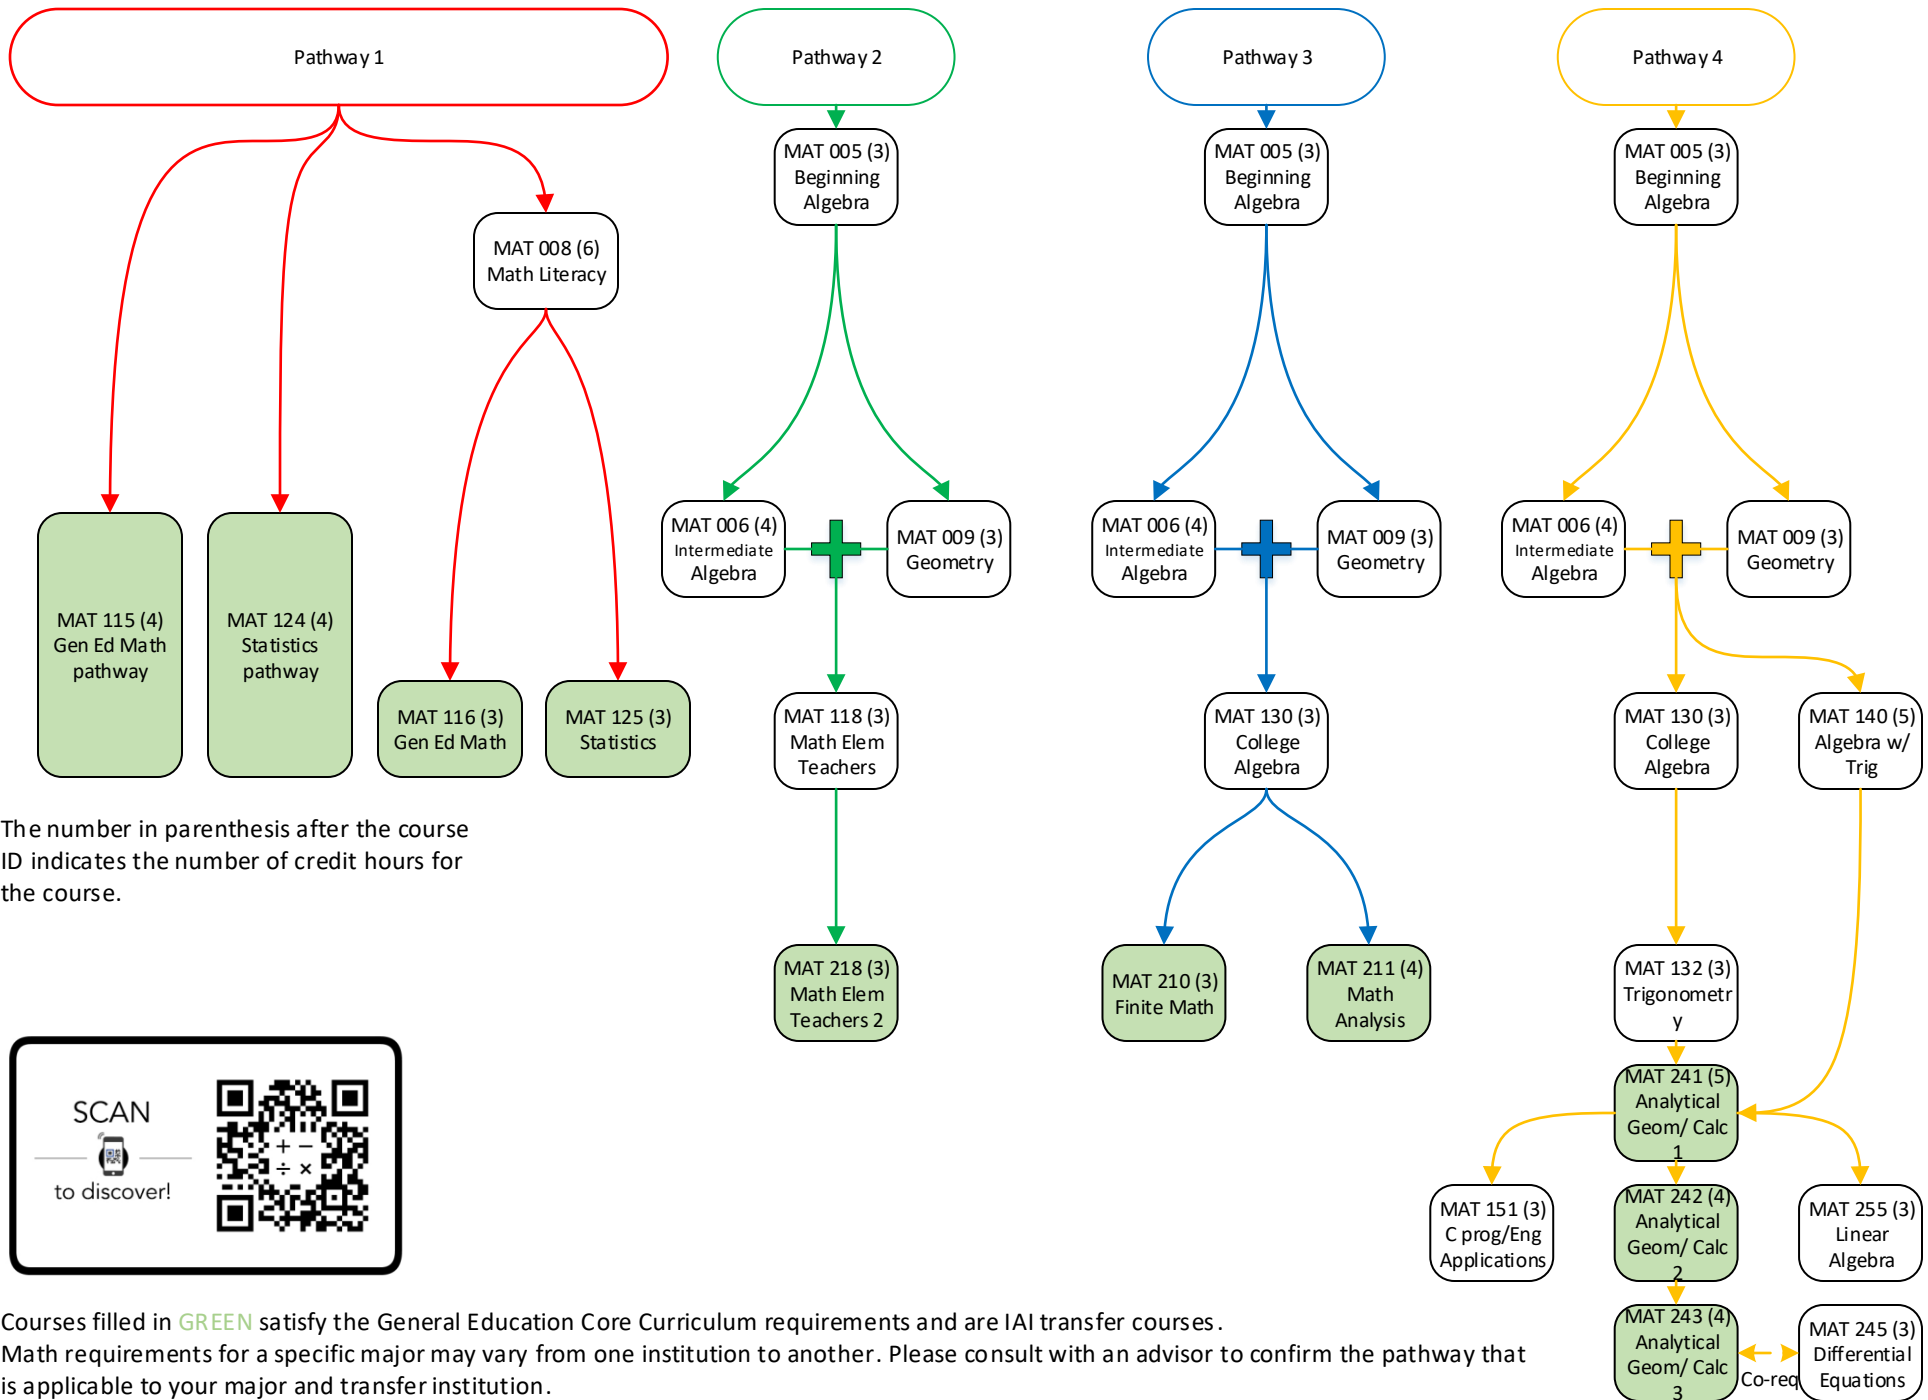 Pathway 1
Pathway 2
Pathway 3
Pathway 4
MAT 008 (6)
Math Literacy
MAT 115 (4)
Gen Ed Math
pathway
MAT 124 (4)
Statistics
pathway
MAT 116 (3)
Gen Ed Math
MAT 125 (3)
Statistics
MAT 005 (3)
Beginning
Algebra
MAT 006 (4)
Intermediate
Algebra
MAT 009 (3)
Geometry
MAT 118 (3)
Math Elem
Teachers
MAT 218 (3)
Math Elem
Teachers 2
MAT 005 (3)
Beginning
Algebra
MAT 006 (4)
Intermediate
Algebra
MAT 009 (3)
Geometry
MAT 130 (3)
College
Algebra
MAT 210 (3)
Finite Math
MAT 211 (4)
Math
Analysis
MAT 005 (3)
Beginning
Algebra
MAT 006 (4)
Intermediate
Algebra
MAT 009 (3)
Geometry
MAT 130 (3)
College
Algebra
MAT 140 (5)
Algebra w/
Trig
MAT 132 (3)
Trigonometr
y
MAT 241 (5)
Analytical
Geom/ Calc
1
MAT 151 (3)
C prog/Eng
Applications
MAT 242 (4)
Analytical
Geom/ Calc
2
MAT 255 (3)
Linear
Algebra
MAT 243 (4)
Analytical
Geom/ Calc
3
Co-req
MAT 245 (3)
Differential
Equations
The number in parenthesis after the course
ID indicates the number of credit hours for
the course.
SCAN
to discover!
+ −
÷ ×
Courses filled in GREEN satisfy the General Education Core Curriculum requirements and are IAI transfer courses.
Math requirements for a specific major may vary from one institution to another. Please consult with an advisor to confirm the pathway that
is applicable to your major and transfer institution.